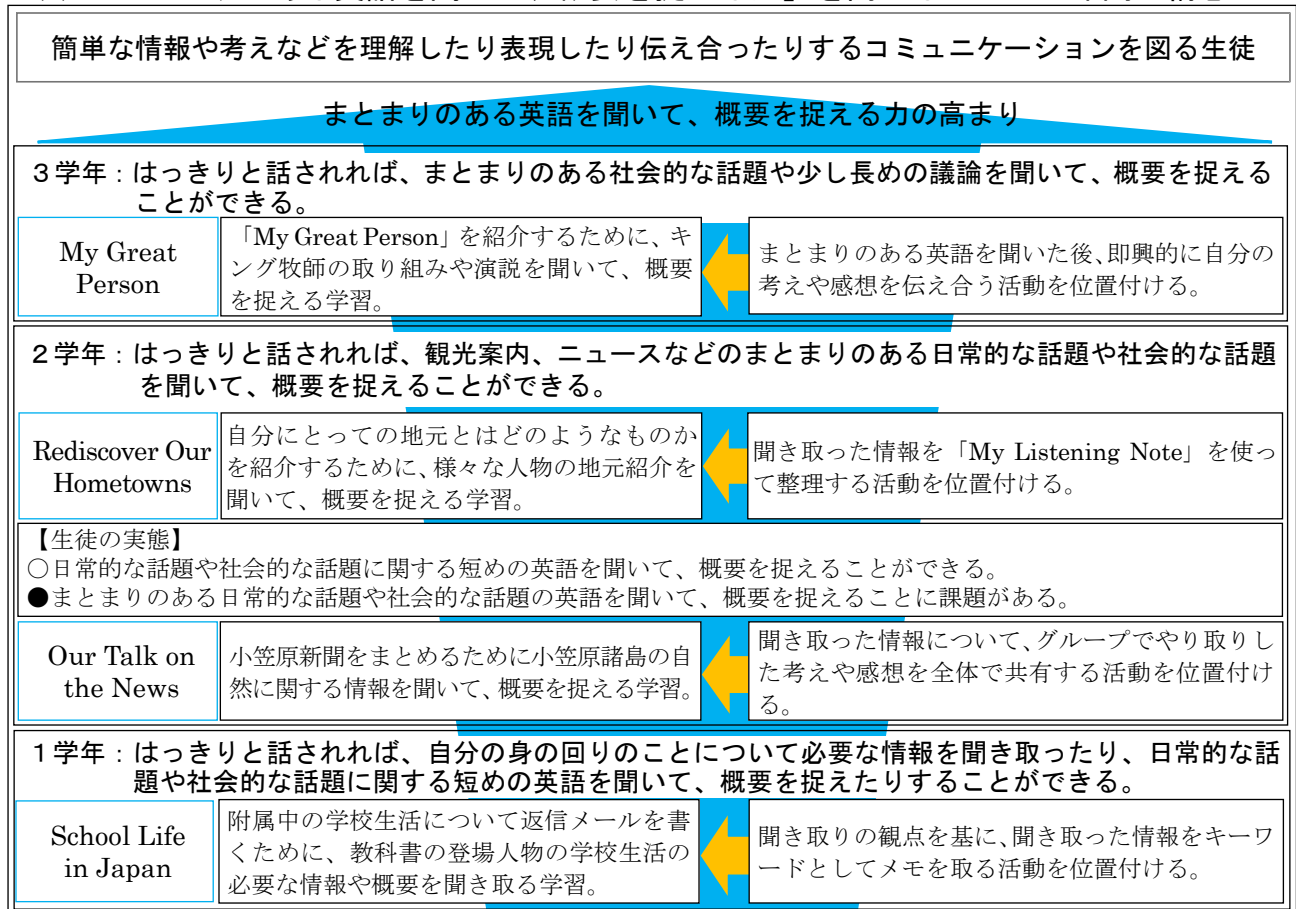 簡単な情報や考えなどを理解したり表現したり伝え合ったりするコミュニケーションを図る生徒
まとまりのある英語を聞いて、概要を捉える力の高まり
３学年：はっきりと話されれば、まとまりのある社会的な話題や少し長めの議論を聞いて、概要を捉える
ことができる。
My Great
Person
「My Great Person」を紹介するために、キ
ング牧師の取り組みや演説を聞いて、概要
を捉える学習。
まとまりのある英語を聞いた後、即興的に自分の
考えや感想を伝え合う活動を位置付ける。
２学年：はっきりと話されれば、観光案内、ニュースなどのまとまりのある日常的な話題や社会的な話題
を聞いて、概要を捉えることができる。
Rediscover Our
Hometowns
自分にとっての地元とはどのようなものか
を紹介するために、様々な人物の地元紹介を
聞いて、概要を捉える学習。
聞き取った情報を「My Listening Note」を使っ
て整理する活動を位置付ける。
【生徒の実態】
○日常的な話題や社会的な話題に関する短めの英語を聞いて、概要を捉えることができる。
●まとまりのある日常的な話題や社会的な話題の英語を聞いて、概要を捉えることに課題がある。
Our Talk on
the News
小笠原新聞をまとめるために小笠原諸島の自
然に関する情報を聞いて、概要を捉える学習。
聞き取った情報について、グループでやり取りし
た考えや感想を全体で共有する活動を位置付け
る。
１学年：はっきりと話されれば、自分の身の回りのことについて必要な情報を聞き取ったり、日常的な話
題や社会的な話題に関する短めの英語を聞いて、概要を捉えたりすることができる。
School Life
in Japan
附属中の学校生活について返信メールを書
くために、教科書の登場人物の学校生活の
必要な情報や概要を聞き取る学習。
聞き取りの観点を基に、聞き取った情報をキーワ
ードとしてメモを取る活動を位置付ける。